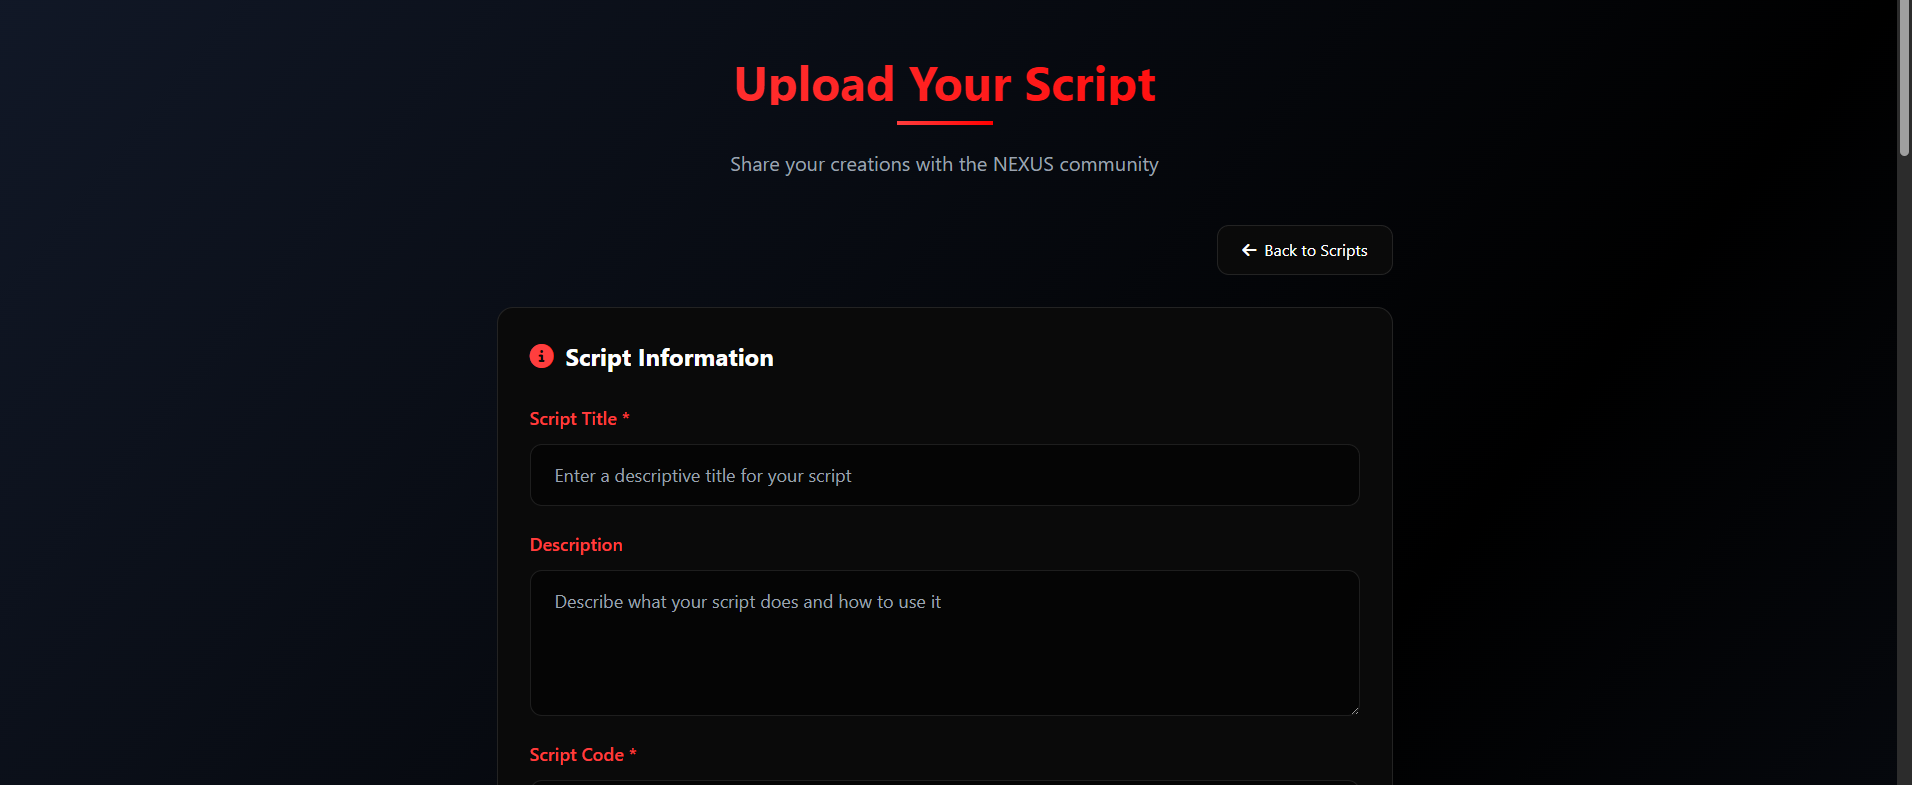 Upload Your Script
Share your creations with the NEXUS community
Back to Scripts
Script Information
Script Title *
Enter a descriptive title for your script
Description
Describe what your script does and how to use it
Script Code *